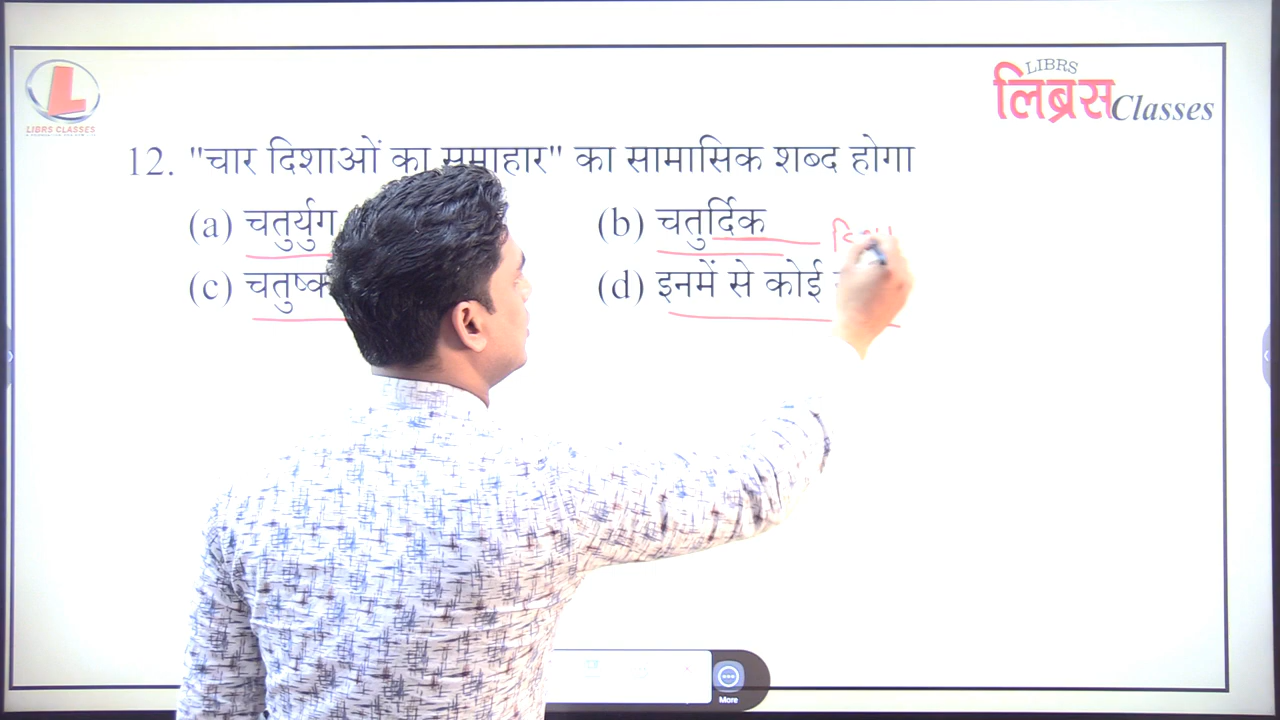 L
LIBRS CLASSES
LIBRS
लिब्रस Classes
12. "चार दिशाओं का समाहार" का सामासिक शब्द होगा
(a) चतुर्युग
(b) चतुर्दिक
दिशा
(c) चतुष्क
(d) इनमें से कोई
More